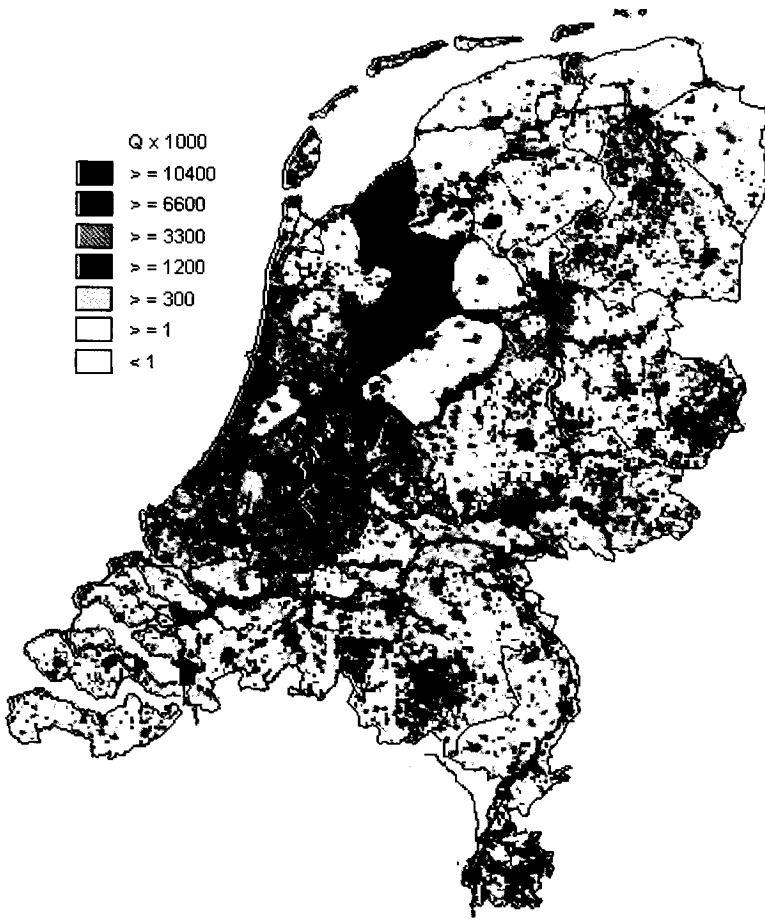 Q x 1000
> = 10400
> = 6600
> = 3300
> = 1200
> = 300
> = 1
< 1